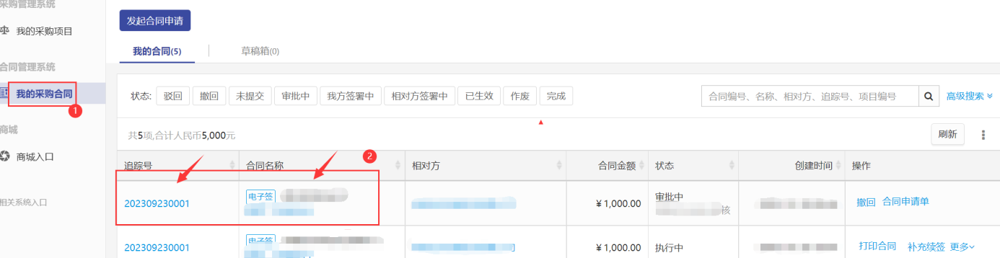 采购管理系统
发起合同申请
我的采购项目
我的合同(5)
草稿箱(0)
合同管理系统
我的采购合同
1
状态: 驳回 撤回 未提交 审批中 我方签署中 相对方签署中 已生效 作废 完成
合同编号、名称、相对方、追踪号、项目编号
高级搜索
商城
共5项,合计人民币5,000元
刷新
商城入口
2
追踪号 合同名称 相对方 合同金额 状态 创建时间 操作
相关系统入口
202309230001 电子签 ¥1,000.00 审批中 撤回 合同申请单
核
202309230001 电子签 ¥1,000.00 执行中 打印合同 补充续签 更多